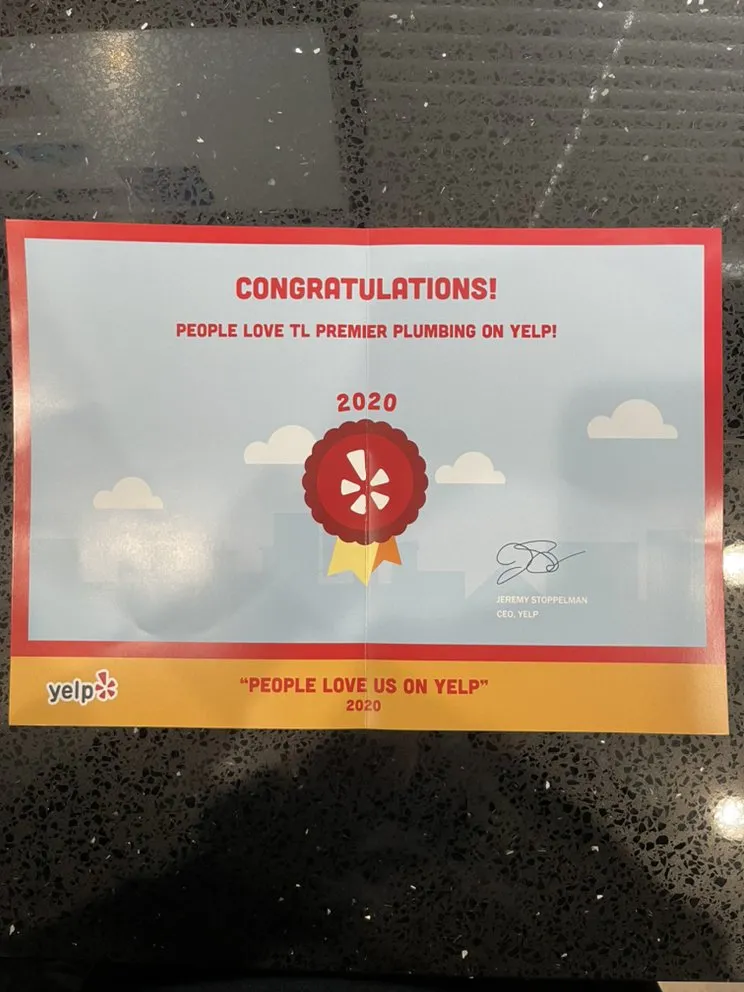 CONGRATULATIONS!
PEOPLE LOVE TL PREMIER PLUMBING ON YELP!
2020
JEREMY STOPPELMAN
CEO, YELP
yelp
"PEOPLE LOVE US ON YELP"
2020